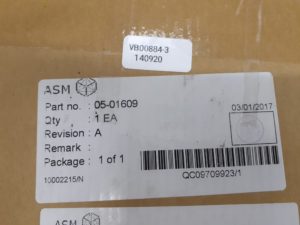 VB00884-3
140920
ASM
Part no. : 05-01609
03/01/2017
Qty : 1 EA
Revision : A
Remark :
Package : 1 of 1
10002215/N
QC09709923/1
ASM